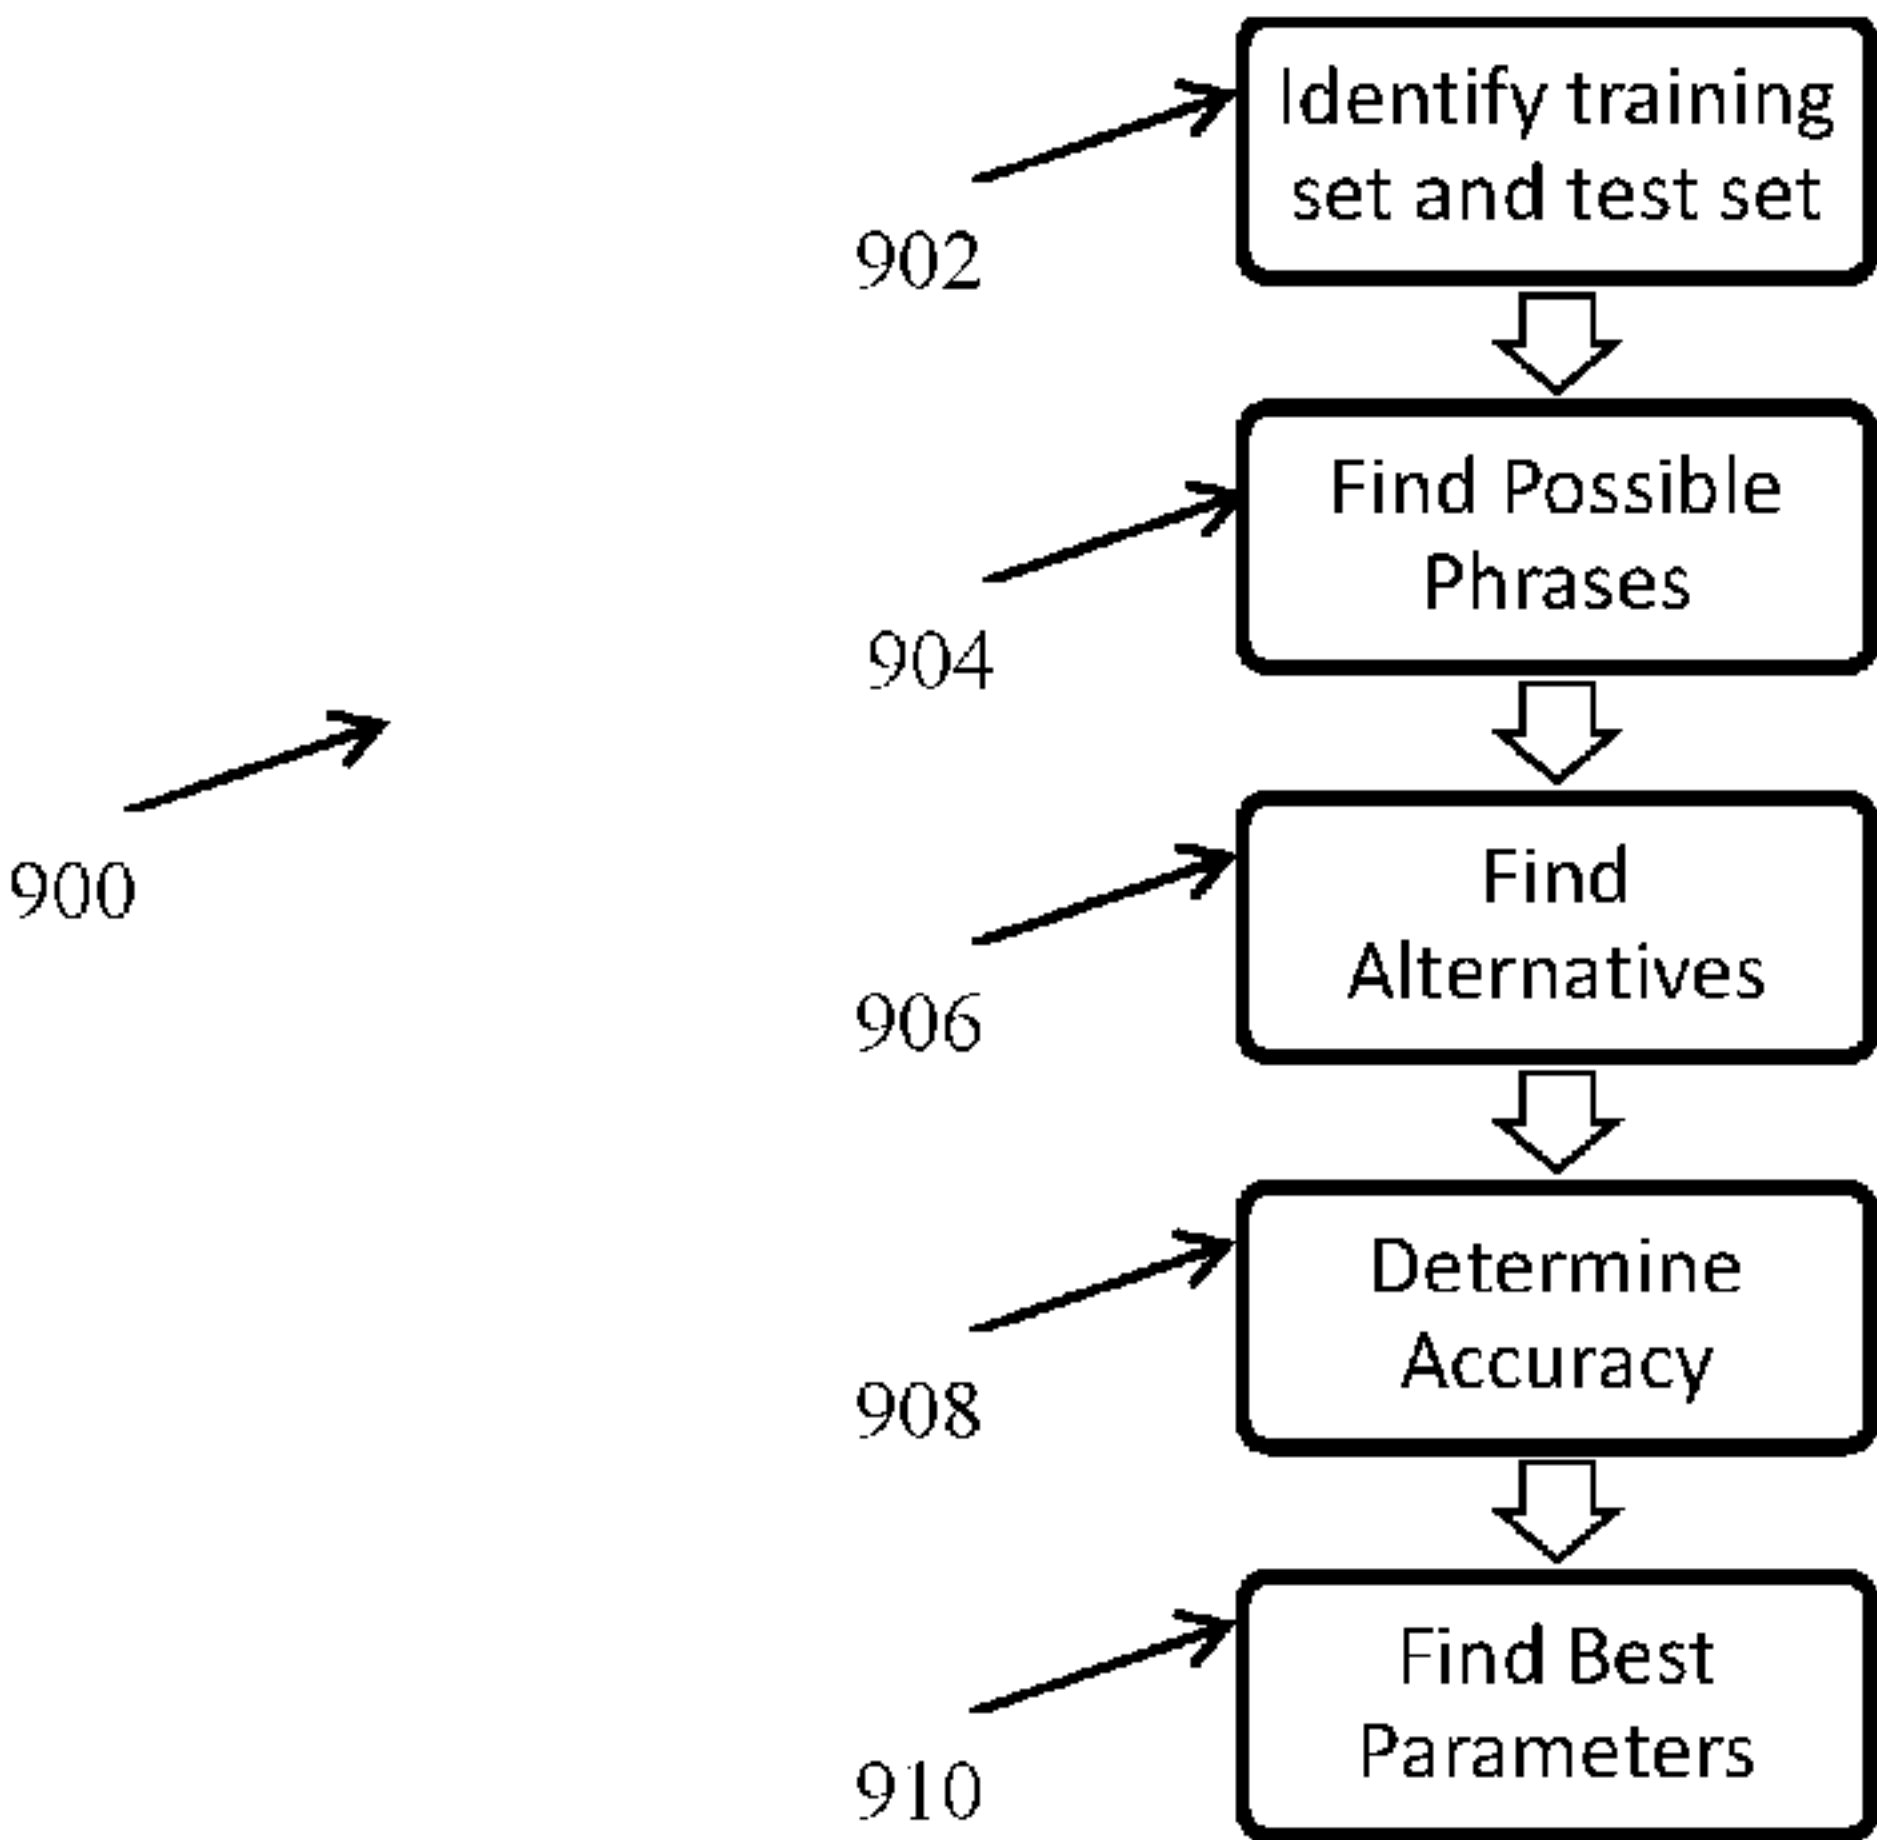 Identify training
set and test set
902
Find Possible
Phrases
904
900
Find
Alternatives
906
Determine
Accuracy
908
Find Best
Parameters
910